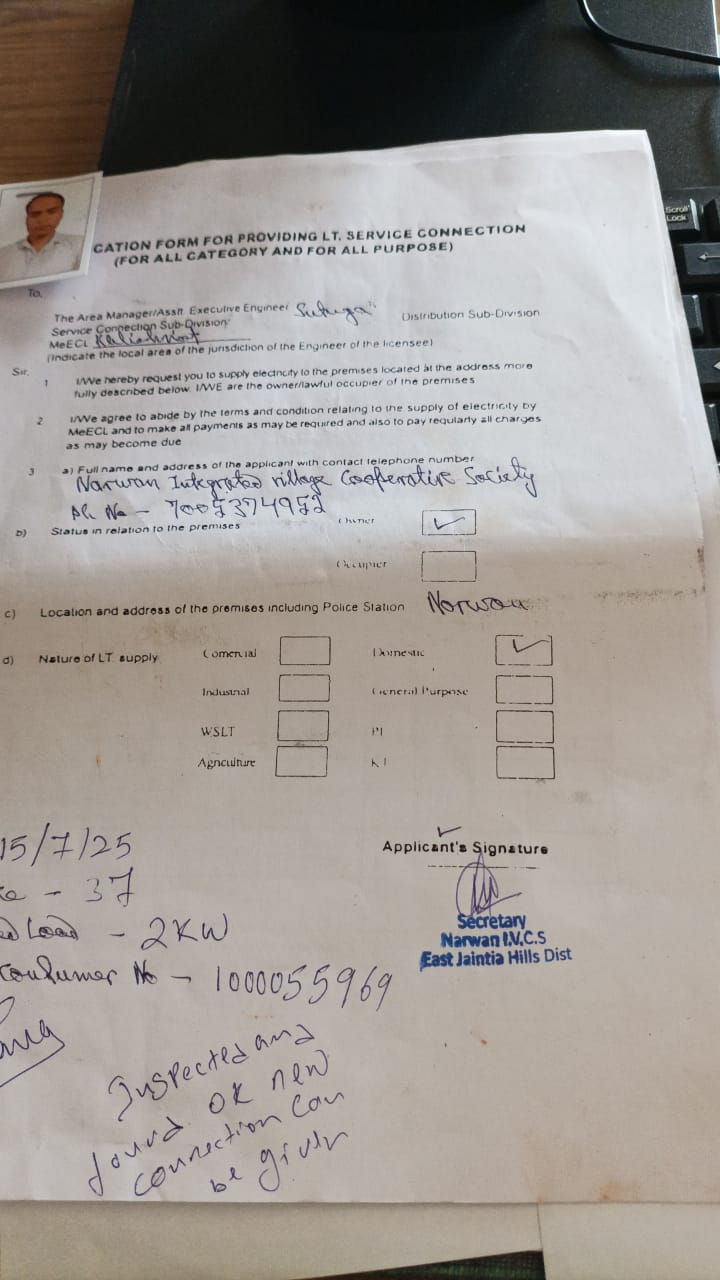 CATION FORM FOR PROVIDING LT. SERVICE CONNECTION
(FOR ALL CATEGORY AND FOR ALL PURPOSE)
To,
The Area Manager/Asstt. Executive Engineer Distribution Sub-Division
Service Connection Sub-Division
MeECL
(Indicate the local area of the jurisdiction of the Engineer of the licensee)
Sir,
1 I/We hereby request you to supply electricity to the premises located at the address more
fully described below. I/WE are the owner/lawful occupier of the premises
2 I/We agree to abide by the terms and condition relating to the supply of electricity by
MeECL and to make all payments as may be required and also to pay regularly all charges
as may become due
3 a) Full name and address of the applicant with contact telephone number
Narwan Integrated village Cooperative Society
Ph No - 7005374952
b) Status in relation to the premises Owner
Occupier
c) Location and address of the premises including Police Station Narwan
d) Nature of LT. supply Comercial Domestic
Industrial General Purpose
WSLT
Agriculture
15/7/25
- 37
Load - 2KW
Consumer No - 1000055969
Applicant's Signature
Secretary
Narwan I.V.C.S
East Jaintia Hills Dist
Inspected and
found ok new
connection can
be given